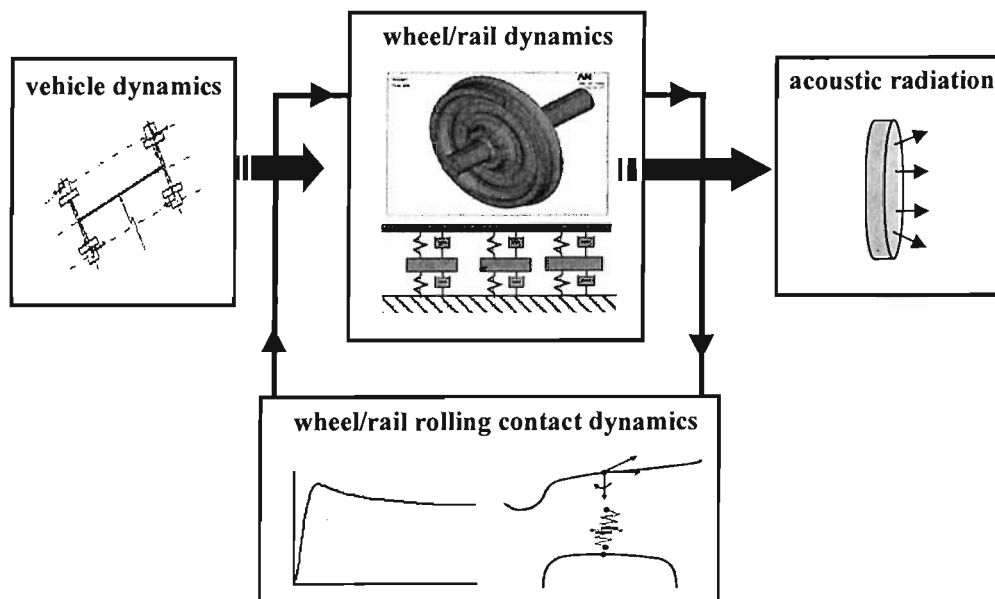 vehicle dynamics
wheel/rail dynamics
acoustic radiation
wheel/rail rolling contact dynamics